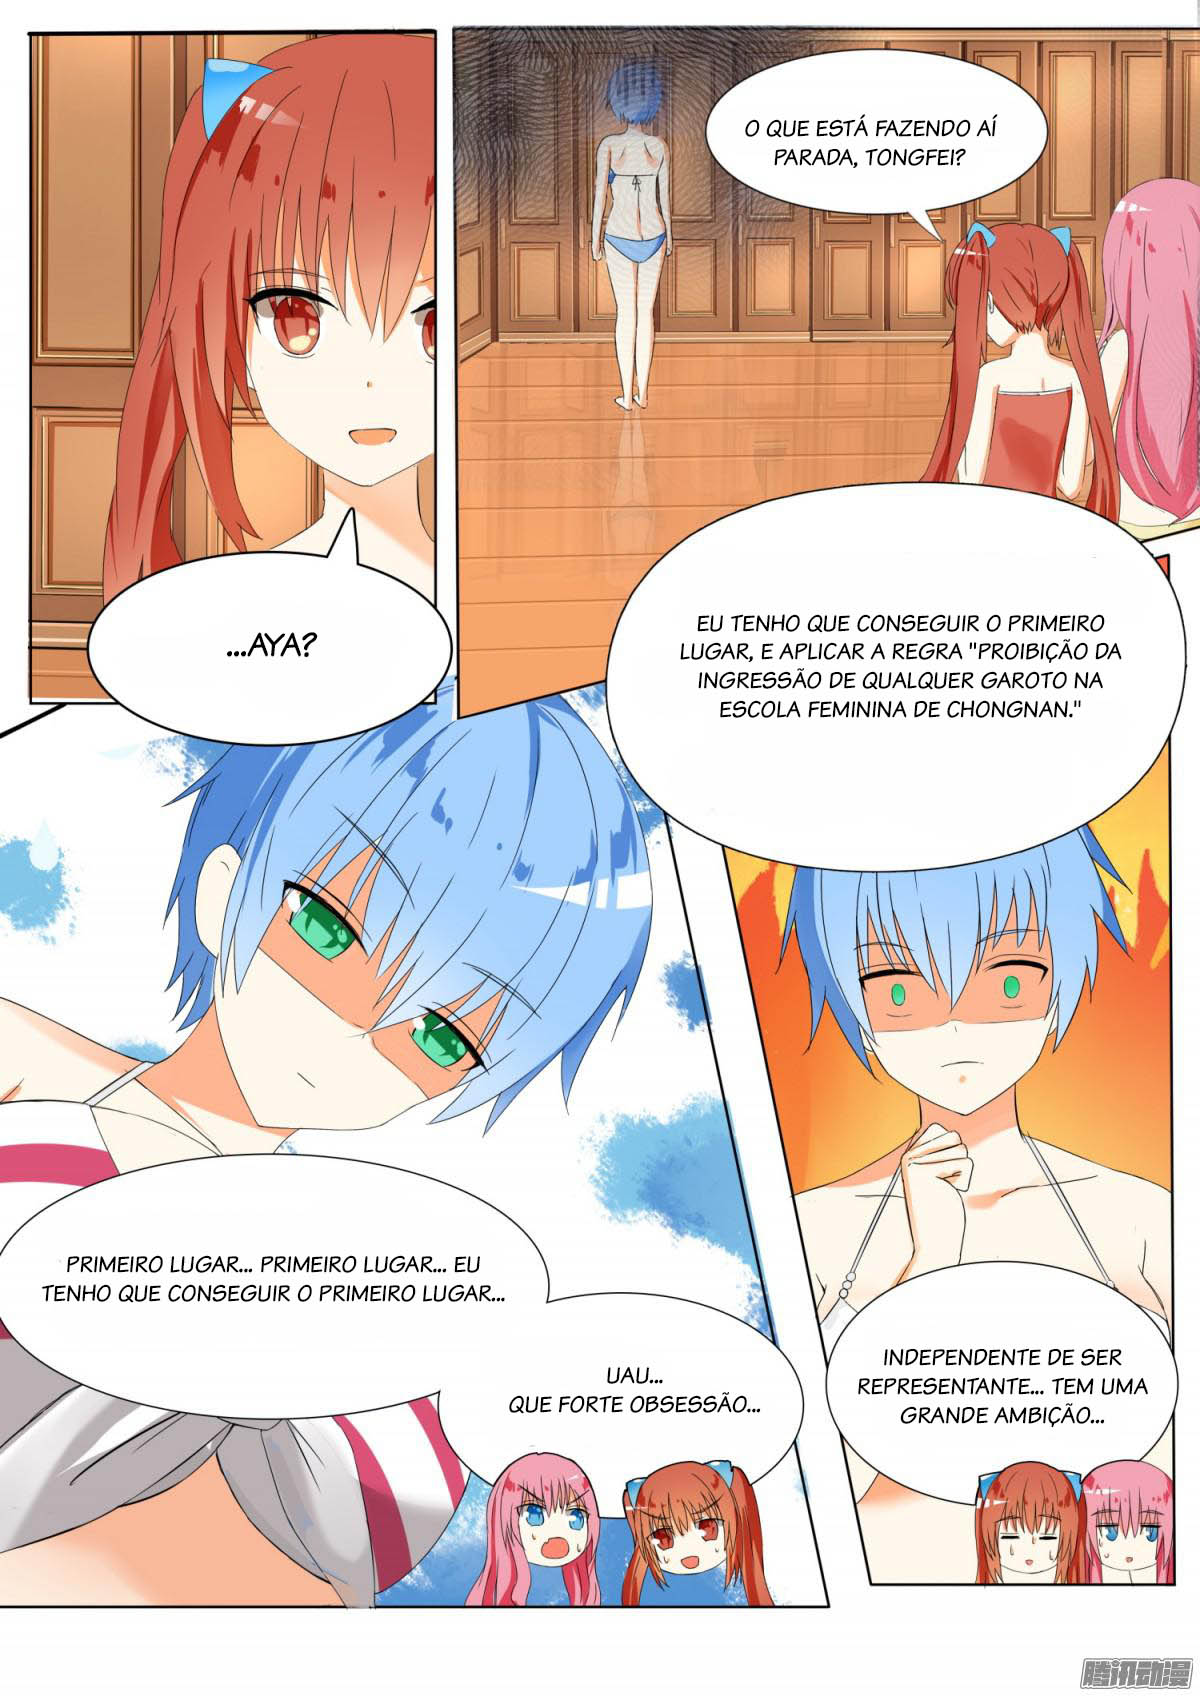 O QUE ESTÁ FAZENDO AÍ
PARADA, TONGFEI?
...AYA?
EU TENHO QUE CONSEGUIR O PRIMEIRO
LUGAR, E APLICAR A REGRA "PROIBIÇÃO DA
INGRESSÃO DE QUALQUER GAROTO NA
ESCOLA FEMININA DE CHONGNAN."
PRIMEIRO LUGAR... PRIMEIRO LUGAR... EU
TENHO QUE CONSEGUIR O PRIMEIRO LUGAR...
UAU...
QUE FORTE OBSESSÃO...
INDEPENDENTE DE SER
REPRESENTANTE... TEM UMA
GRANDE AMBIÇÃO...
腾讯动漫